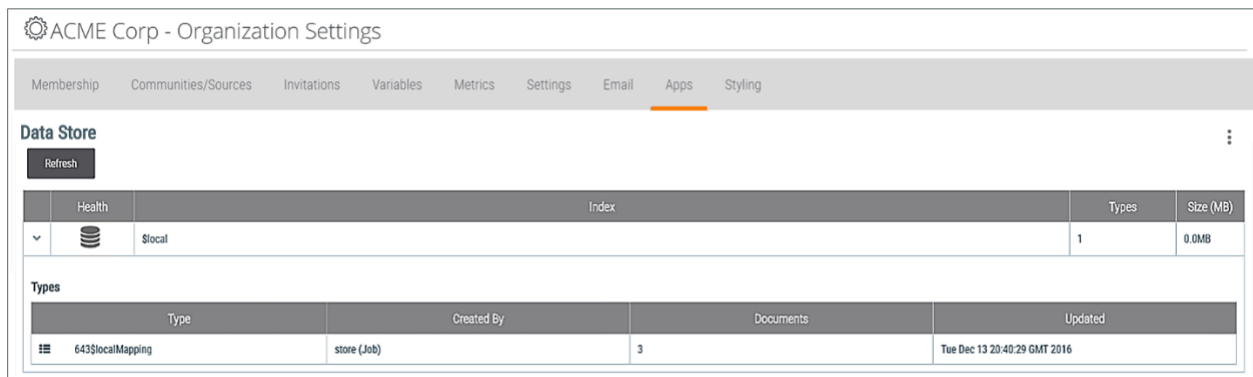 ACME Corp - Organization Settings
Membership Communities/Sources Invitations Variables Metrics Settings Email Apps Styling
Data Store
Refresh
Health Index Types Size (MB)
$local 1 0.0MB
Types
Type Created By Documents Updated
643$localMapping store (Job) 3 Tue Dec 13 20:40:29 GMT 2016